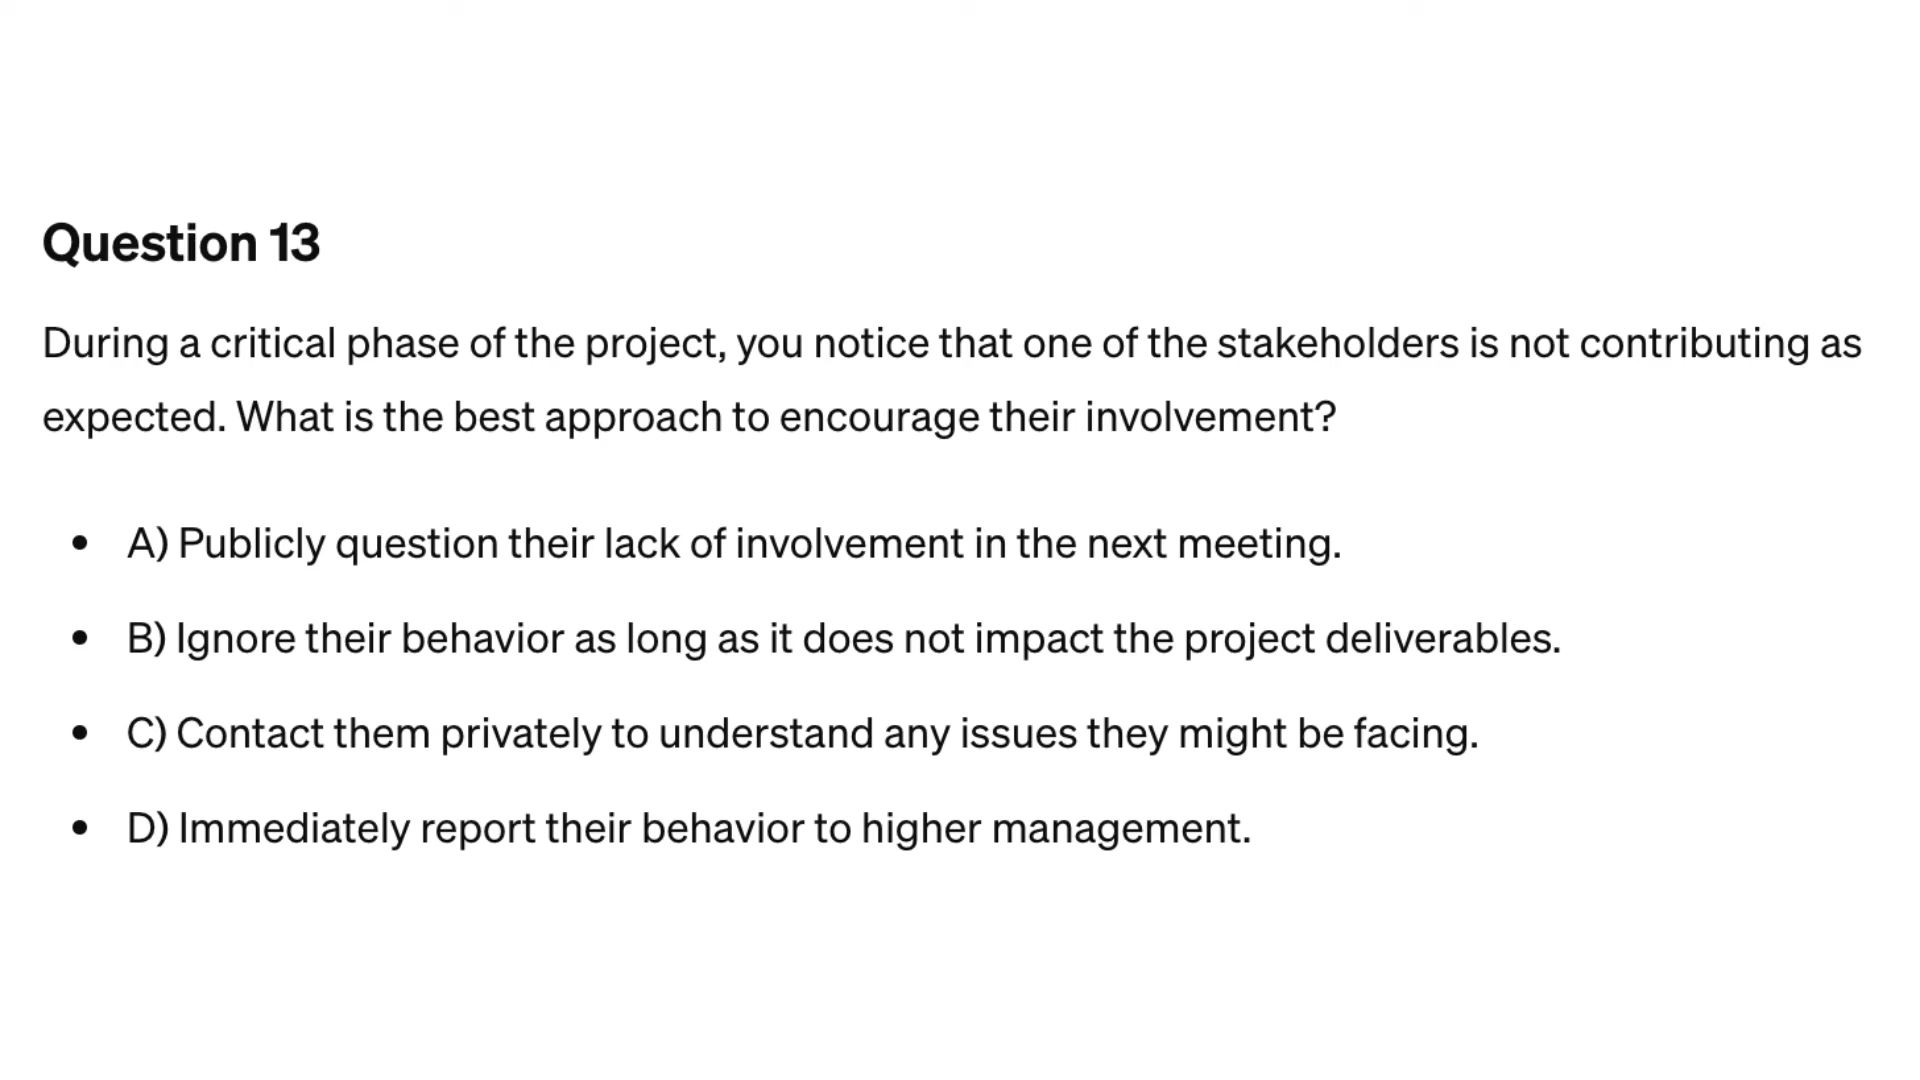 Question 13
During a critical phase of the project, you notice that one of the stakeholders is not contributing as
expected. What is the best approach to encourage their involvement?
• A) Publicly question their lack of involvement in the next meeting.
• B) Ignore their behavior as long as it does not impact the project deliverables.
• C) Contact them privately to understand any issues they might be facing.
• D) Immediately report their behavior to higher management.